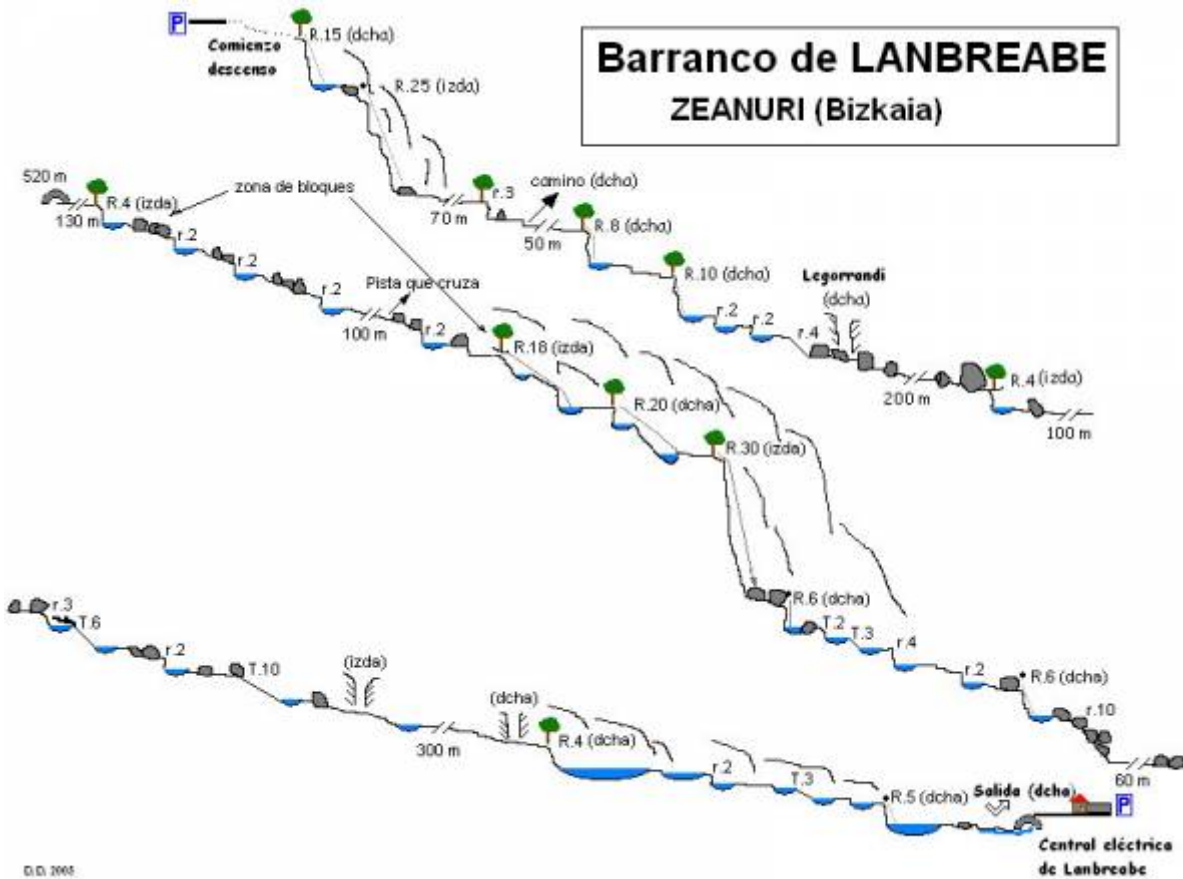 Barranco de LANBREABE
ZEANURI (Bizkaia)
P
Comienzo
descenso
R.15 (dcha)
R.25 (izda)
70 m
r.3
camino (dcha)
50 m
R.8 (dcha)
R.10 (dcha)
r.2
r.2
r.4
Legorrandi
(dcha)
200 m
R.4 (izda)
100 m
520 m
130 m
R.4 (izda)
zona de bloques
r.2
r.2
r.2
Pista que cruza
100 m
r.2
R.18 (izda)
R.20 (dcha)
R.30 (izda)
R.6 (dcha)
T.2
T.3
r.4
r.2
R.6 (dcha)
r.10
60 m
r.3
T.6
r.2
T.10
(izda)
300 m
(dcha)
R.4 (dcha)
r.2
T.3
R.5 (dcha)
Salida (dcha)
P
Central eléctrica
de Lanbreabe